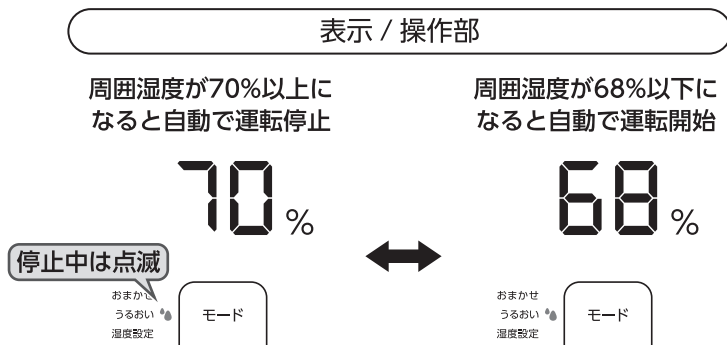 表示 / 操作部
周囲湿度が70%以上に
なると自動で運転停止
周囲湿度が68%以下に
なると自動で運転開始
70%
68%
停止中は点滅
おまかせ
うるおい
湿度設定
モード
おまかせ
うるおい
湿度設定
モード